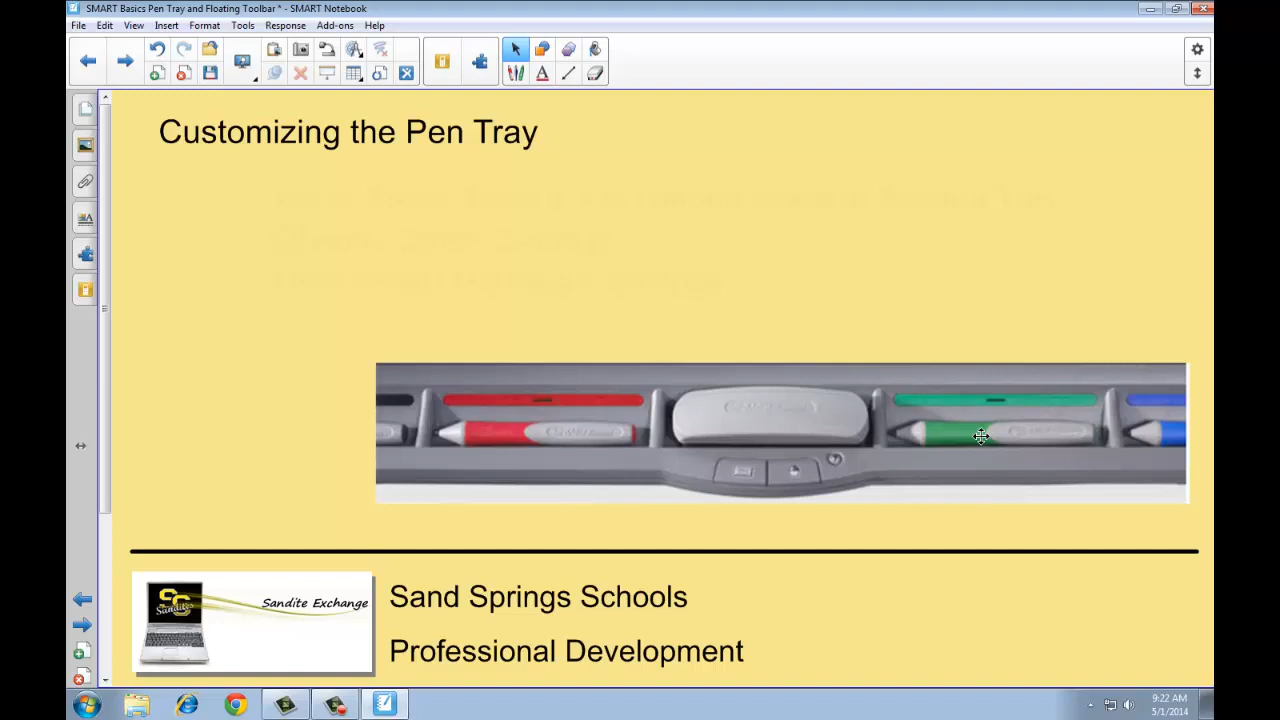 SMART Basics Pen Tray and Floating Toolbar * - SMART Notebook
File Edit View Insert Format Tools Response Add-ons Help
Customizing the Pen Tray
Sandite Exchange
Sand Springs Schools
Professional Development
9:22 AM
5/1/2014